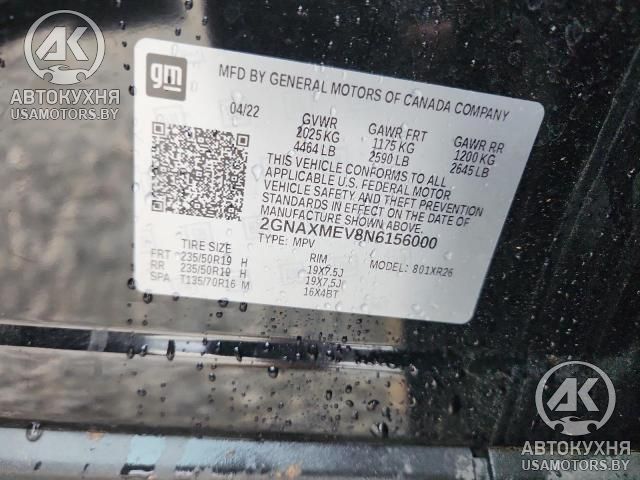 AK
АВТОКУХНЯ
USAMOTORS.BY
gm
MFD BY GENERAL MOTORS OF CANADA COMPANY
04/22 GVWR GAWR FRT GAWR RR
2025 KG 1175 KG 1200 KG
4464 LB 2590 LB 2645 LB
THIS VEHICLE CONFORMS TO ALL
APPLICABLE U.S. FEDERAL MOTOR
VEHICLE SAFETY AND THEFT PREVENTION
STANDARDS IN EFFECT ON THE DATE OF
MANUFACTURE SHOWN ABOVE.
2GNAXMEV8N6156000
TYPE: MPV
TIRE SIZE RIM MODEL: 801XR26
FRT 235/50R19 H 19X7.5J
RR 235/50R19 H 19X7.5J
SPA T135/70R16 M 16X4BT
AK
АВТОКУХНЯ
USAMOTORS.BY